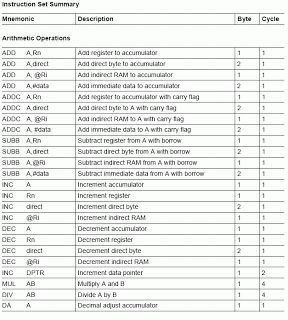 Instruction Set Summary
Mnemonic Description Byte Cycle
Arithmetic Operations
ADD A,Rn Add register to accumulator 1 1
ADD A,direct Add direct byte to accumulator 2 1
ADD A, @Ri Add indirect RAM to accumulator 1 1
ADD A,#data Add immediate data to accumulator 2 1
ADDC A,Rn Add register to accumulator with carry flag 1 1
ADDC A,direct Add direct byte to A with carry flag 2 1
ADDC A, @Ri Add indirect RAM to A with carry flag 1 1
ADDC A, #data Add immediate data to A with carry flag 2 1
SUBB A,Rn Subtract register from A with borrow 1 1
SUBB A,direct Subtract direct byte from A with borrow 2 1
SUBB A,@Ri Subtract indirect RAM from A with borrow 1 1
SUBB A,#data Subtract immediate data from A with borrow 2 1
INC A Increment accumulator 1 1
INC Rn Increment register 1 1
INC direct Increment direct byte 2 1
INC @Ri Increment indirect RAM 1 1
DEC A Decrement accumulator 1 1
DEC Rn Decrement register 1 1
DEC direct Decrement direct byte 2 1
DEC @Ri Decrement indirect RAM 1 1
INC DPTR Increment data pointer 1 2
MUL AB Multiply A and B 1 4
DIV AB Divide A by B 1 4
DA A Decimal adjust accumulator 1 1